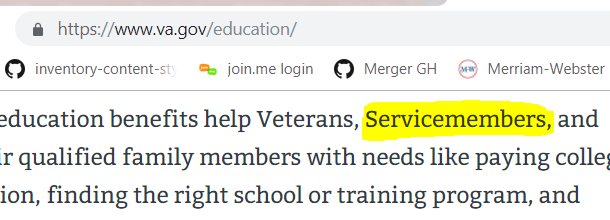 https://www.va.gov/education/
inventory-content-sty join.me login Merger GH Merriam-Webster
education benefits help Veterans, Servicemembers, and
ir qualified family members with needs like paying colleg
ion, finding the right school or training program, and